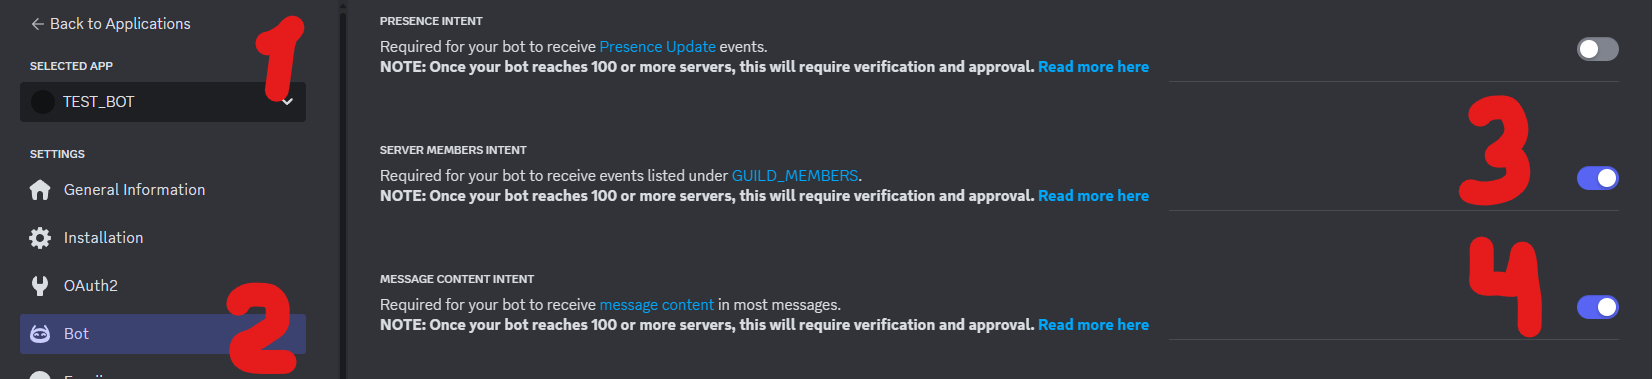 Back to Applications
1
SELECTED APP
TEST_BOT
SETTINGS
General Information
Installation
OAuth2
Bot
2
PRESENCE INTENT
Required for your bot to receive Presence Update events.
NOTE: Once your bot reaches 100 or more servers, this will require verification and approval. Read more here
SERVER MEMBERS INTENT
Required for your bot to receive events listed under GUILD_MEMBERS.
NOTE: Once your bot reaches 100 or more servers, this will require verification and approval. Read more here
3
MESSAGE CONTENT INTENT
Required for your bot to receive message content in most messages.
NOTE: Once your bot reaches 100 or more servers, this will require verification and approval. Read more here
4